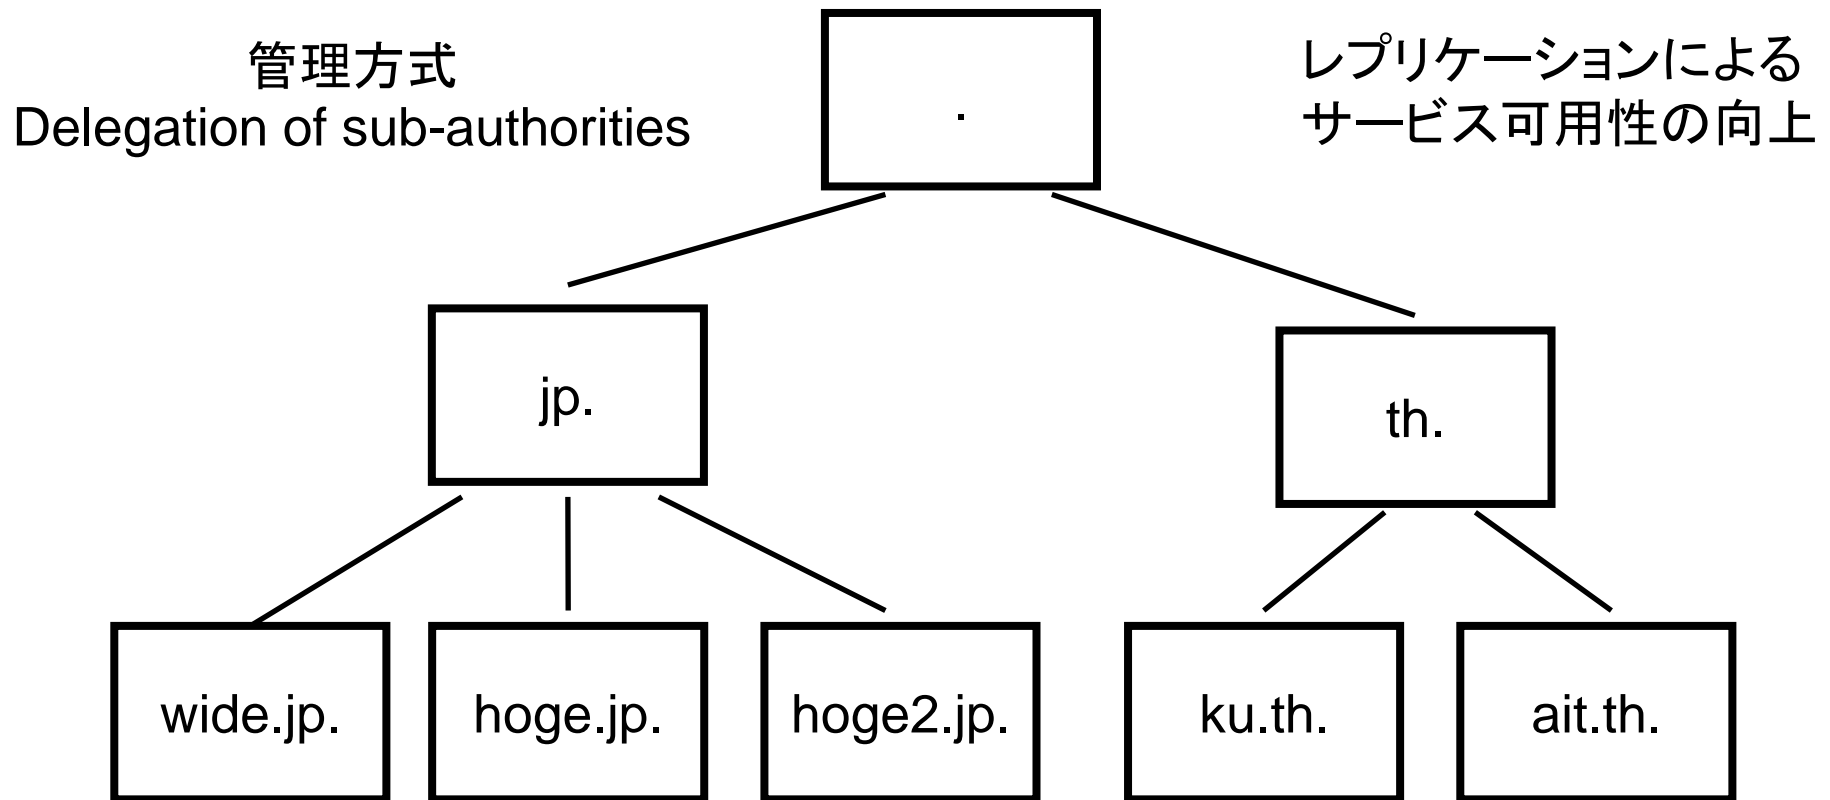 管理方式
Delegation of sub-authorities
.
レプリケーションによる
サービス可用性の向上
jp.
th.
wide.jp.
hoge.jp.
hoge2.jp.
ku.th.
ait.th.